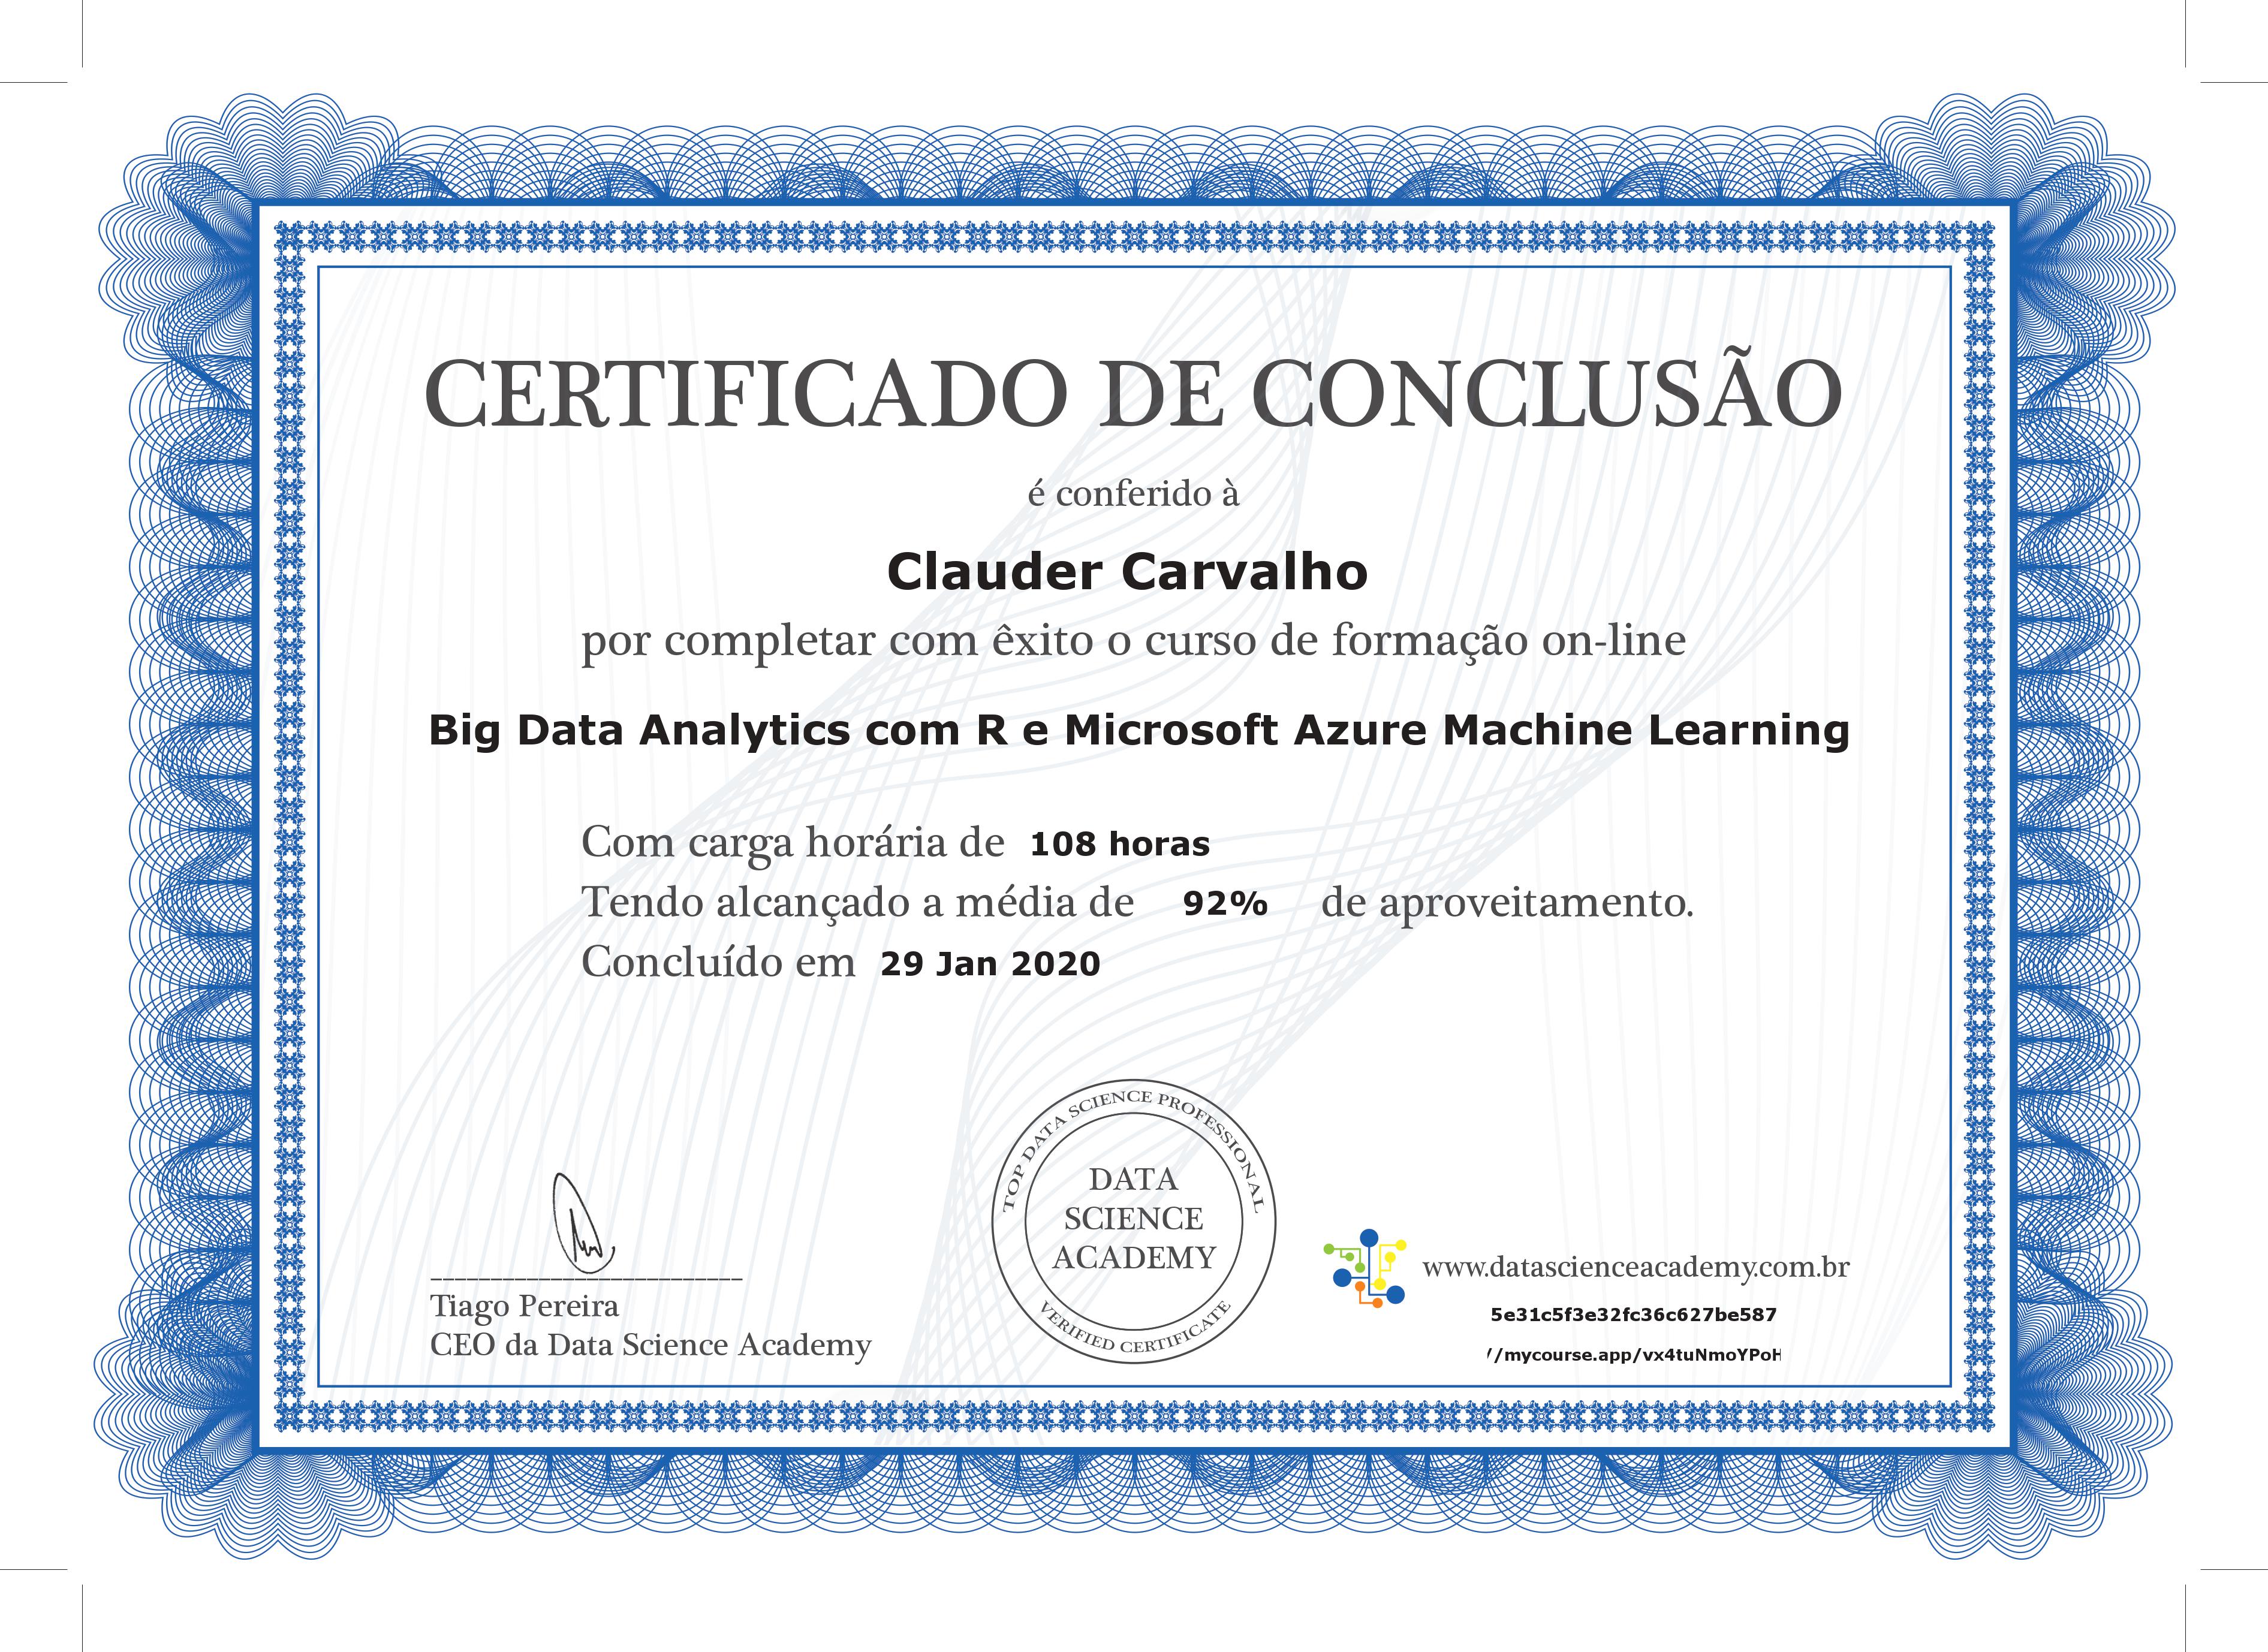 CERTIFICADO DE CONCLUSÃO
é conferido à
Clauder Carvalho
por completar com êxito o curso de formação on-line
Big Data Analytics com R e Microsoft Azure Machine Learning
Com carga horária de 108 horas
Tendo alcançado a média de 92% de aproveitamento.
Concluído em 29 Jan 2020
TOP DATA SCIENCE PROFESSIONAL
DATA
SCIENCE
ACADEMY
VERIFIED CERTIFICATE
Tiago Pereira
CEO da Data Science Academy
www.datascienceacademy.com.br
5e31c5f3e32fc36c627be587
//mycourse.app/vx4tuNmoYPoH